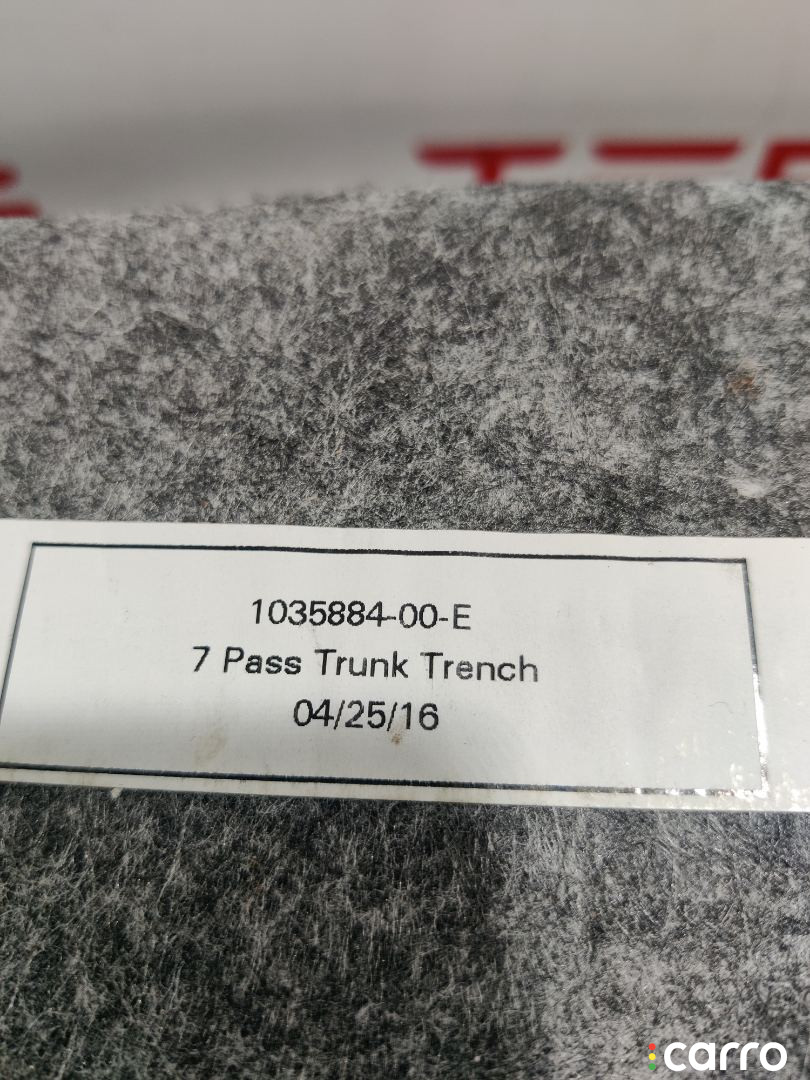 1035884-00-E
7 Pass Trunk Trench
04/25/16
carro